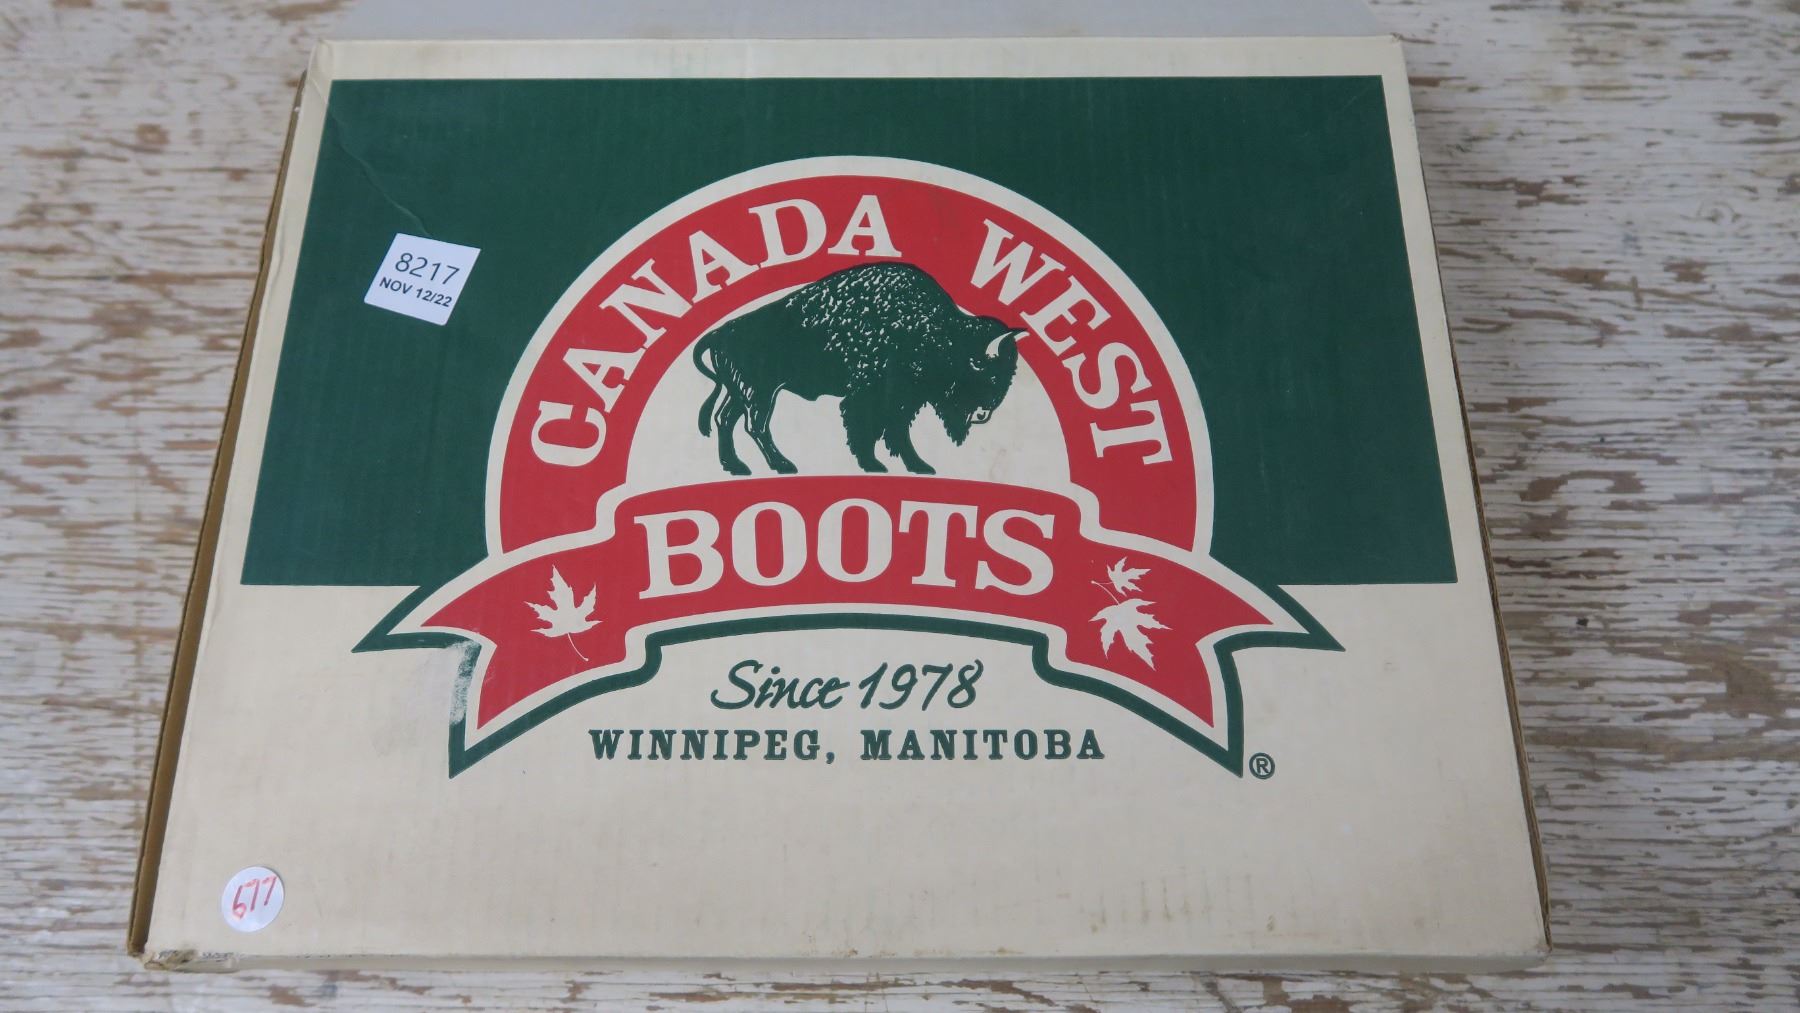 8217
NOV 12/22
CANADA WEST
BOOTS
Since 1978
WINNIPEG, MANITOBA
®
677